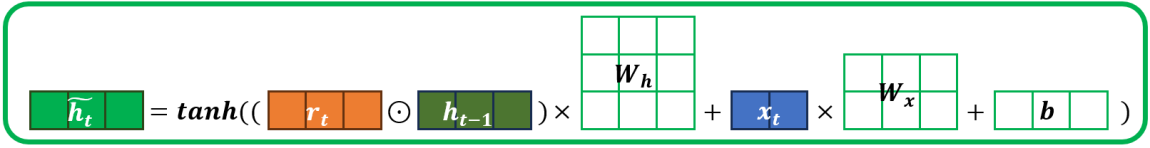 h̃_t = tanh(( r_t ⊙ h_{t−1} ) × W_h + x_t × W_x + b )